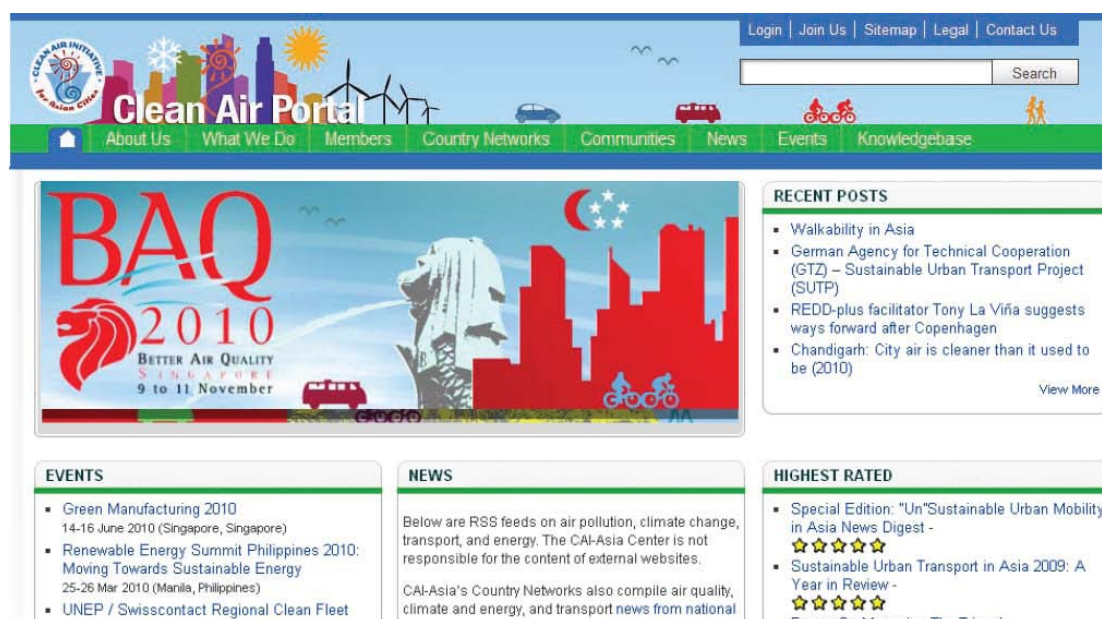 Login | Join Us | Sitemap | Legal | Contact Us
Search
CLEAN AIR INITIATIVE
for Asian Cities
Clean Air Portal
About Us
What We Do
Members
Country Networks
Communities
News
Events
Knowledgebase
BAQ
2010
BETTER AIR QUALITY
SINGAPORE
9 to 11 November
RECENT POSTS
Walkability in Asia
German Agency for Technical Cooperation
(GTZ) – Sustainable Urban Transport Project
(SUTP)
REDD-plus facilitator Tony La Viña suggests
ways forward after Copenhagen
Chandigarh: City air is cleaner than it used to
be (2010)
View More
EVENTS
Green Manufacturing 2010
14-16 June 2010 (Singapore, Singapore)
Renewable Energy Summit Philippines 2010:
Moving Towards Sustainable Energy
25-26 Mar 2010 (Manila, Philippines)
UNEP / Swisscontact Regional Clean Fleet
NEWS
Below are RSS feeds on air pollution, climate change,
transport, and energy. The CAI-Asia Center is not
responsible for the content of external websites.
CAI-Asia's Country Networks also compile air quality,
climate and energy, and transport news from national
HIGHEST RATED
Special Edition: "Un"Sustainable Urban Mobility
in Asia News Digest -
Sustainable Urban Transport in Asia 2009: A
Year in Review -